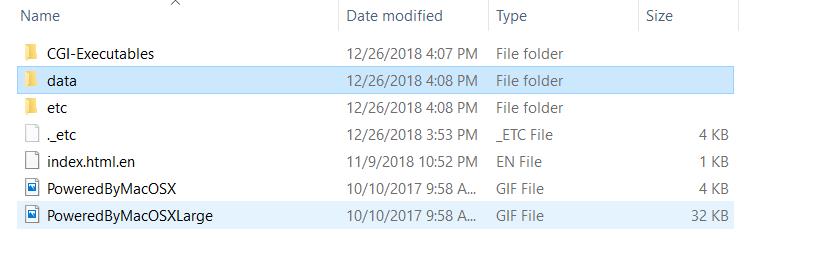 Name Date modified Type Size
CGI-Executables 12/26/2018 4:07 PM File folder
data 12/26/2018 4:08 PM File folder
etc 12/26/2018 4:08 PM File folder
._etc 12/26/2018 3:53 PM _ETC File 4 KB
index.html.en 11/9/2018 10:52 PM EN File 1 KB
PoweredByMacOSX 10/10/2017 9:58 A... GIF File 4 KB
PoweredByMacOSXLarge 10/10/2017 9:58 A... GIF File 32 KB